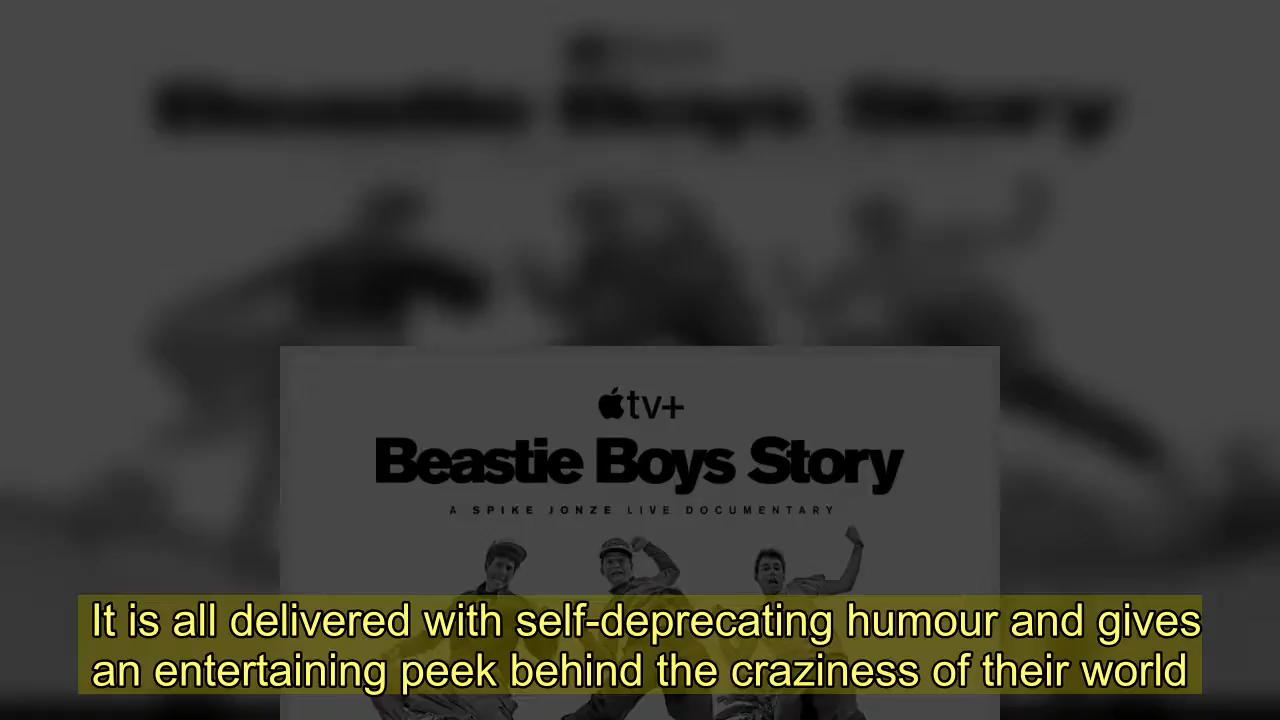 tv+
Beastie Boys Story
A SPIKE JONZE LIVE DOCUMENTARY
It is all delivered with self-deprecating humour and gives
an entertaining peek behind the craziness of their world